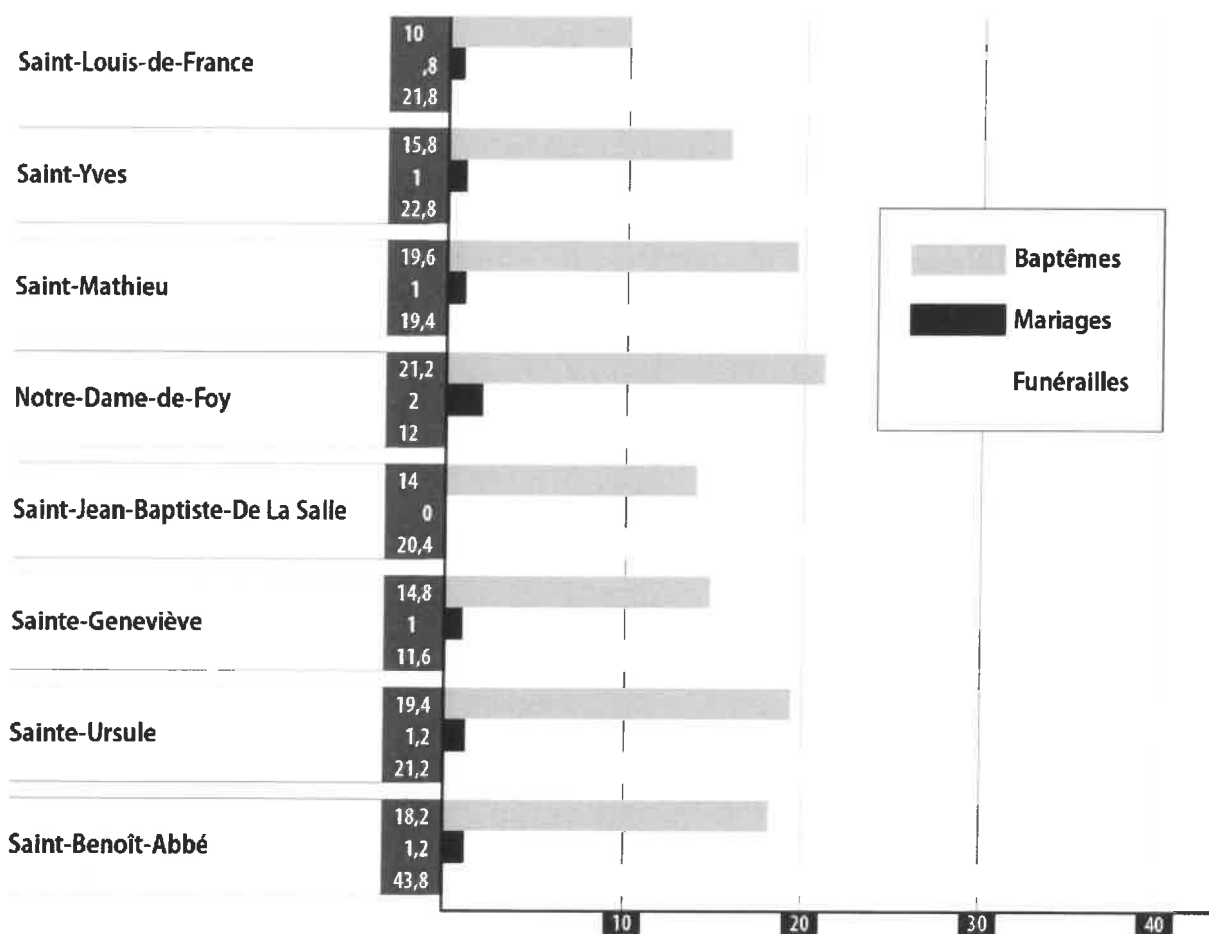 Saint-Louis-de-France
10
,8
21,8
Saint-Yves
15,8
1
22,8
Saint-Mathieu
19,6
1
19,4
Notre-Dame-de-Foy
21,2
2
12
Saint-Jean-Baptiste-De La Salle
14
0
20,4
Sainte-Geneviève
14,8
1
11,6
Sainte-Ursule
19,4
1,2
21,2
Saint-Benoît-Abbé
18,2
1,2
43,8
Baptêmes
Mariages
Funérailles
10 20 30 40